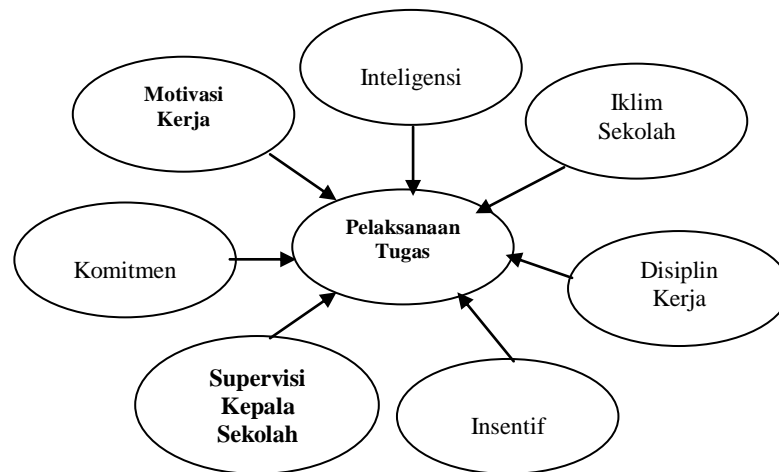 Inteligensi
Motivasi
Kerja
Iklim
Sekolah
Pelaksanaan
Tugas
Komitmen
Disiplin
Kerja
Supervisi
Kepala
Sekolah
Insentif